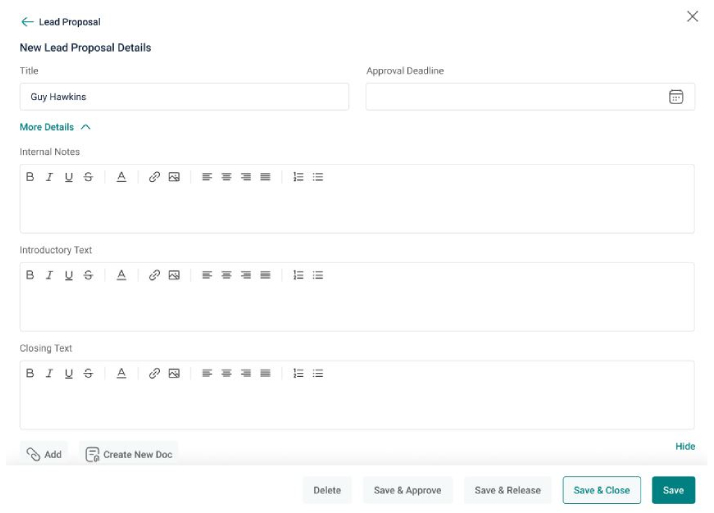 Lead Proposal
New Lead Proposal Details
Title
Approval Deadline
Guy Hawkins
More Details
Internal Notes
B I U S A
Introductory Text
B I U S A
Closing Text
B I U S A
Add
Create New Doc
Hide
Delete
Save & Approve
Save & Release
Save & Close
Save